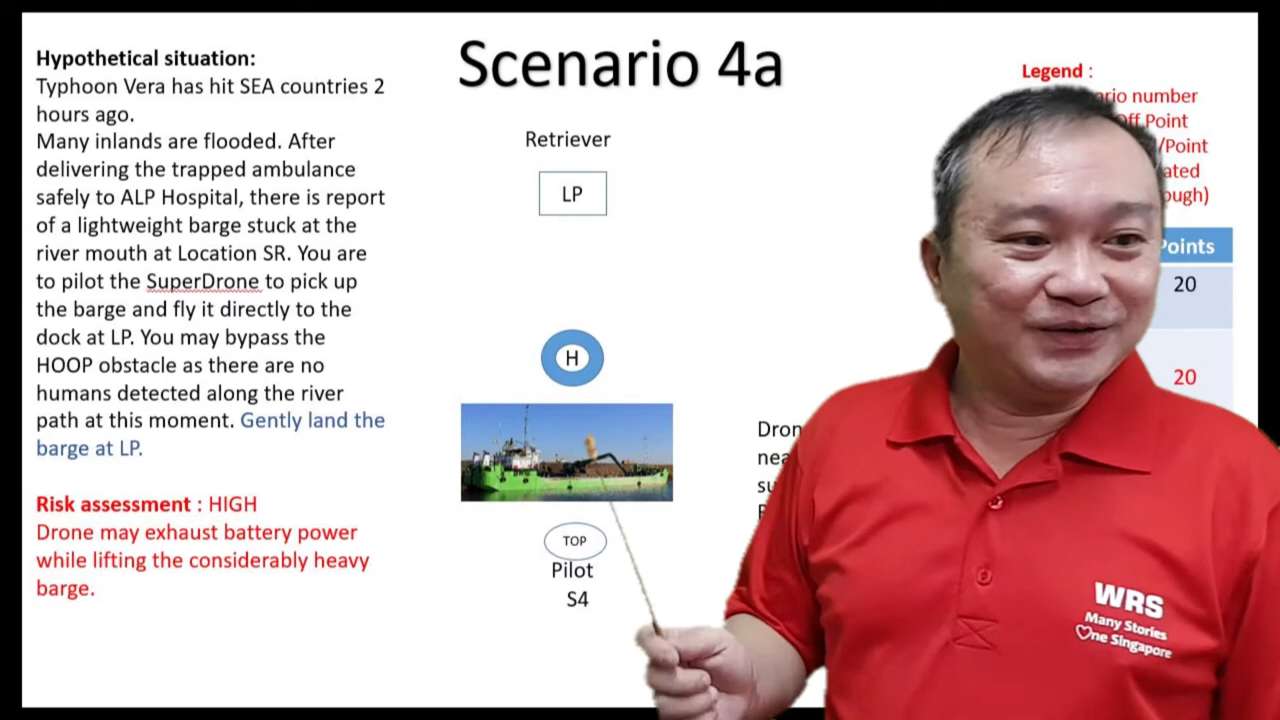 Hypothetical situation:
Typhoon Vera has hit SEA countries 2
hours ago.
Many inlands are flooded. After
delivering the trapped ambulance
safely to ALP Hospital, there is report
of a lightweight barge stuck at the
river mouth at Location SR. You are
to pilot the SuperDrone to pick up
the barge and fly it directly to the
dock at LP. You may bypass the
HOOP obstacle as there are no
humans detected along the river
path at this moment. Gently land the
barge at LP.
Risk assessment : HIGH
Drone may exhaust battery power
while lifting the considerably heavy
barge.
Scenario 4a
Retriever
LP
H
TOP
Pilot
S4
Legend :
number
Point
/Point
Points
20
20
WRS
Many Stories
One Singapore